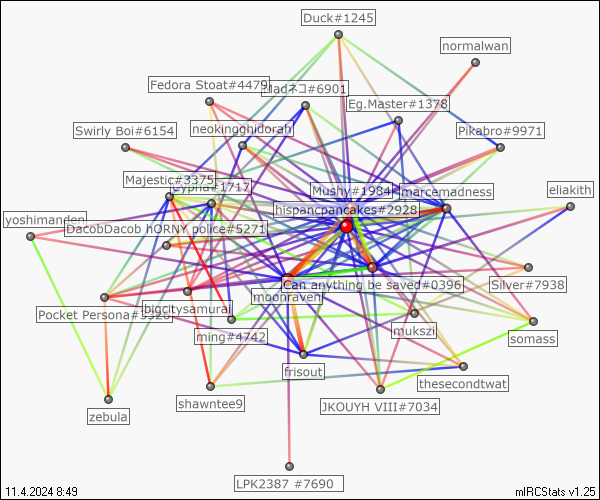 Duck#1245
normalwan
Fedora Stoat#4479
Jadネコ#6901
Eg.Master#1378
Swirly Boi#6154
neokingghidorah
Pikabro#9971
Majestic#3375
Cypha#1717
Mushy#1984
marcemadness
eliakith
hispancpancakes#2928
yoshimanden
DacobDacob hORNY police#5271
Can anything be saved#0396
Silver#7938
moonraven
bigcitysamurai
Pocket Persona#5926
ming#4742
mukszi
somass
frisout
thesecondtwat
shawntee9
JKOUYH VIII#7034
zebula
LPK2387 #7690
11.4.2024 8:49
mIRCStats v1.25